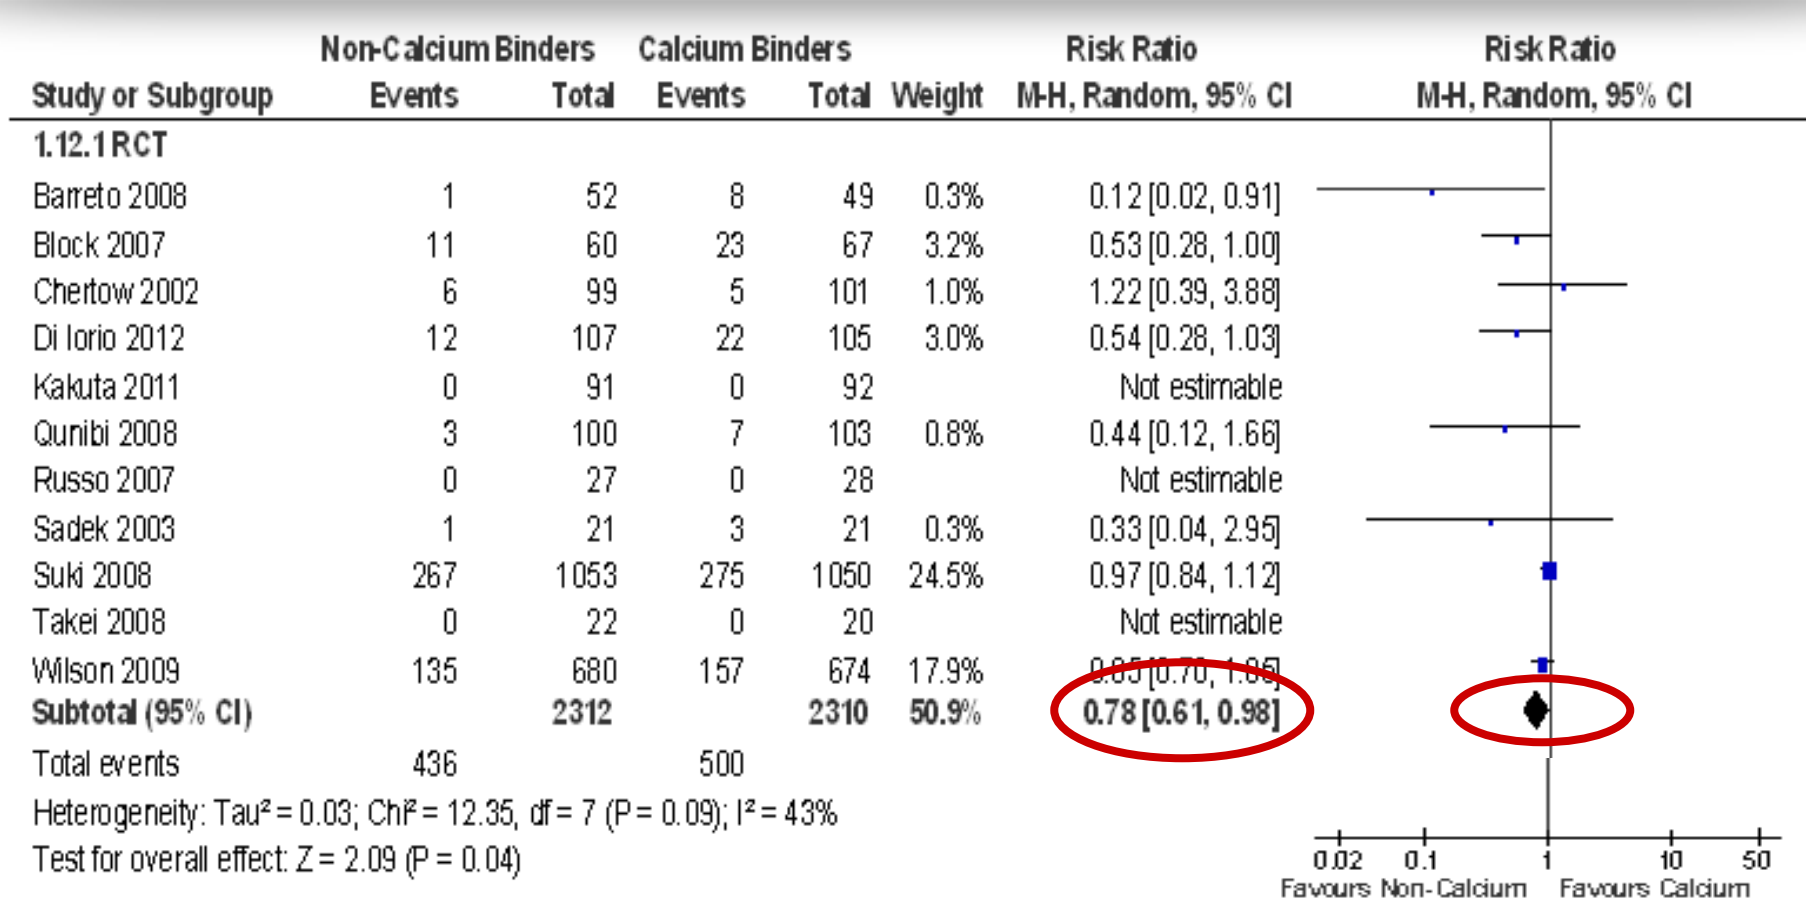 Non-Calcium Binders Calcium Binders Risk Ratio Risk Ratio
Study or Subgroup Events Total Events Total Weight M-H, Random, 95% CI M-H, Random, 95% CI
1.12.1 RCT
Barreto 2008 1 52 8 49 0.3% 0.12 [0.02, 0.91]
Block 2007 11 60 23 67 3.2% 0.53 [0.28, 1.00]
Chertow 2002 6 99 5 101 1.0% 1.22 [0.39, 3.88]
Di Iorio 2012 12 107 22 105 3.0% 0.54 [0.28, 1.03]
Kakuta 2011 0 91 0 92 Not estimable
Qunibi 2008 3 100 7 103 0.8% 0.44 [0.12, 1.66]
Russo 2007 0 27 0 28 Not estimable
Sadek 2003 1 21 3 21 0.3% 0.33 [0.04, 2.95]
Suki 2008 267 1053 275 1050 24.5% 0.97 [0.84, 1.12]
Takei 2008 0 22 0 20 Not estimable
Wilson 2009 135 680 157 674 17.9% 0.85 [0.70, 1.06]
Subtotal (95% CI) 2312 2310 50.9% 0.78 [0.61, 0.98]
Total events 436 500
Heterogeneity: Tau² = 0.03; Chi² = 12.35, df = 7 (P = 0.09); I² = 43%
Test for overall effect: Z = 2.09 (P = 0.04)
0.02 0.1 1 10 50
Favours Non-Calcium Favours Calcium